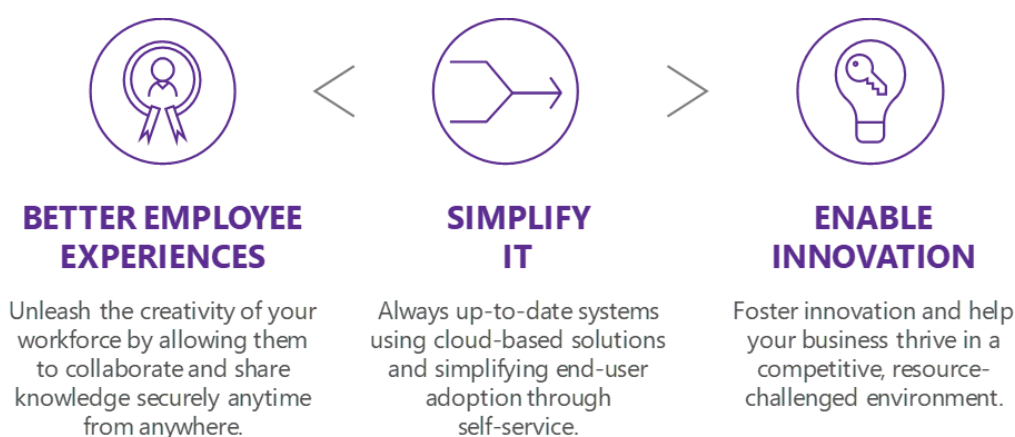 BETTER EMPLOYEE
EXPERIENCES
Unleash the creativity of your
workforce by allowing them
to collaborate and share
knowledge securely anytime
from anywhere.
SIMPLIFY
IT
Always up-to-date systems
using cloud-based solutions
and simplifying end-user
adoption through
self-service.
ENABLE
INNOVATION
Foster innovation and help
your business thrive in a
competitive, resource-
challenged environment.